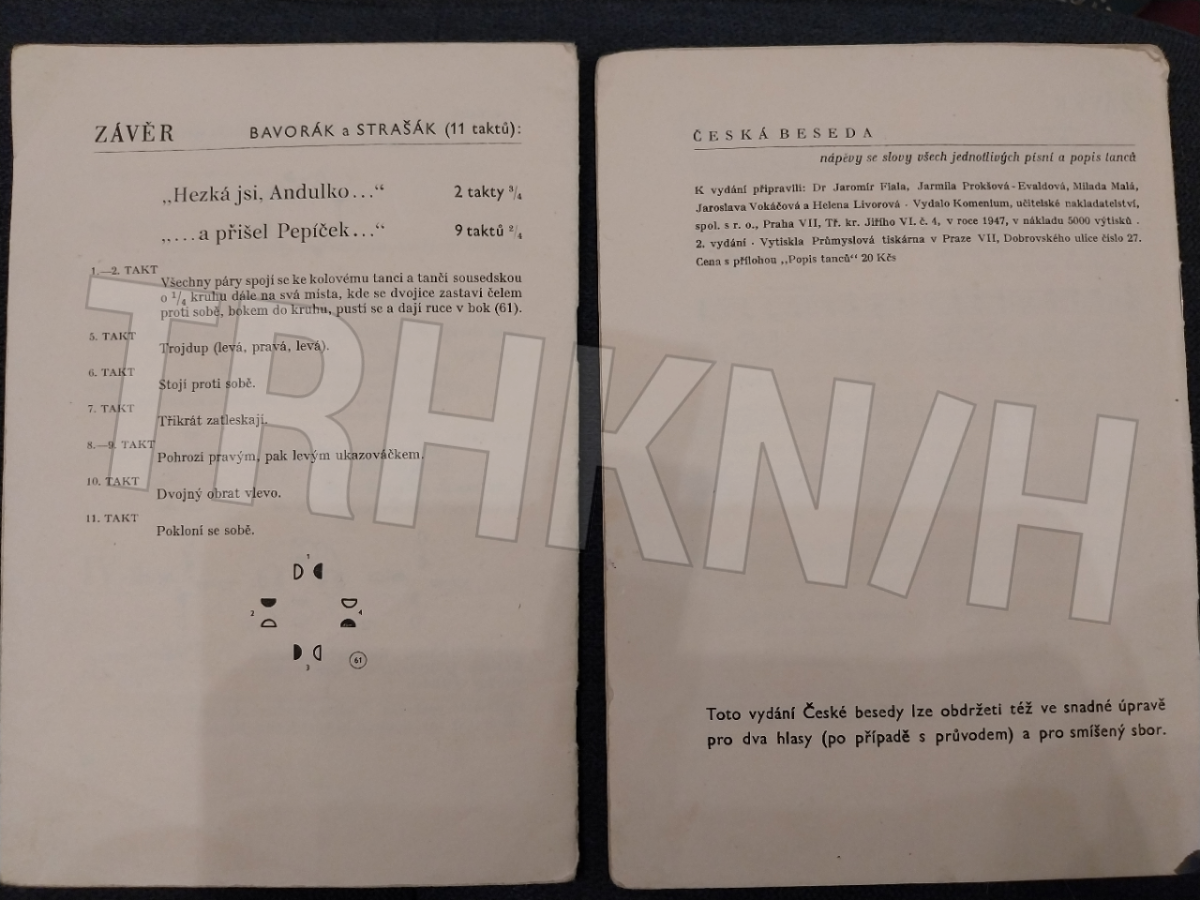 ZÁVĚR BAVORÁK a STRAŠÁK (11 taktů):
„Hezká jsi, Andulko...“ 2 takty 3/4
„....a přišel Pepíček...“ 9 taktů 2/4
1.—2. TAKT
Všechny páry spojí se ke kolovému tanci a tančí sousedskou
o 1/4 kruhu dále na svá místa, kde se dvojice zastaví čelem
proti sobě, bokem do kruhu, pustí se a dají ruce v bok (61).
5. TAKT
Trojdup (levá, pravá, levá).
6. TAKT
Stojí proti sobě.
7. TAKT
Třikrát zatleskají.
8.—9. TAKT
Pohrozí pravým, pak levým ukazováčkem.
10. TAKT
Dvojný obrat vlevo.
11. TAKT
Pokloní se sobě.
1
2 4
3
61
ČESKÁ BESEDA
nápěvy se slovy všech jednotlivých písní a popis tanců
K vydání připravili: Dr Jaromír Fiala, Jarmila Prokšová-Evaldová, Milada Malá,
Jaroslava Vokáčová a Helena Livorová · Vydalo Komenium, učitelské nakladatelství,
spol. s r. o., Praha VII, Tř. kr. Jiřího VI. č. 4, v roce 1947, v nákladu 5000 výtisků .
2. vydání · Vytiskla Průmyslová tiskárna v Praze VII, Dobrovského ulice číslo 27.
Cena s přílohou „Popis tanců“ 20 Kčs
Toto vydání České besedy lze obdržeti též ve snadné úpravě
pro dva hlasy (po případě s průvodem) a pro smíšený sbor.
TRHKN/H